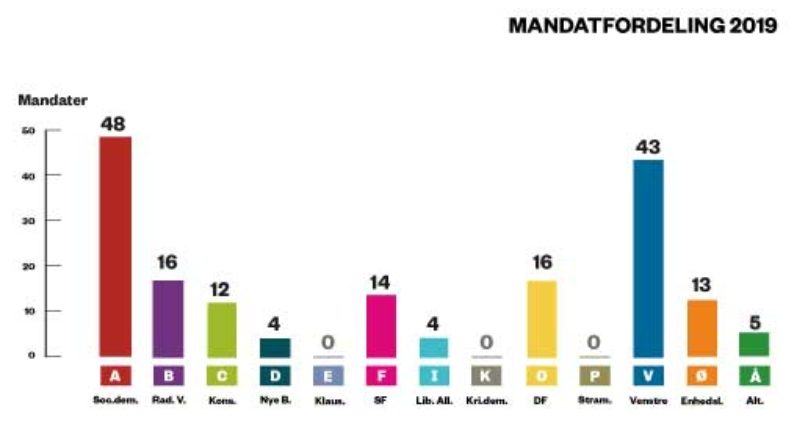 MANDATFORDELING 2019
Mandater
50
40
30
20
10
0
48 16 12 4 0 14 4 0 16 0 43 13 5
A B C D E F I K O P V Ø Å
Soc.dem. Rad. V. Kons. Nye B. Klaus. SF Lib. All. Kri.dem. DF Stram. Venstre Enhedsl. Alt.